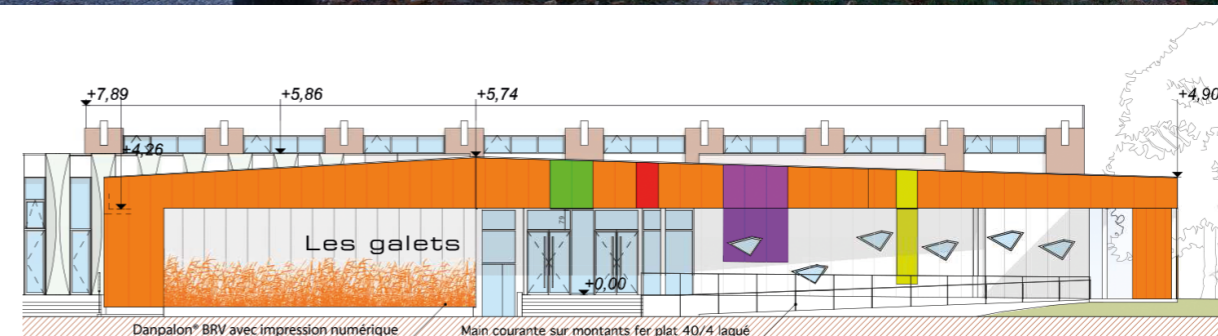 +7,89 +5,86 +5,74 +4,90
+4,26
79
Les galets
+0,00
Danpalon® BRV avec impression numérique Main courante sur montants fer plat 40/4 laqué